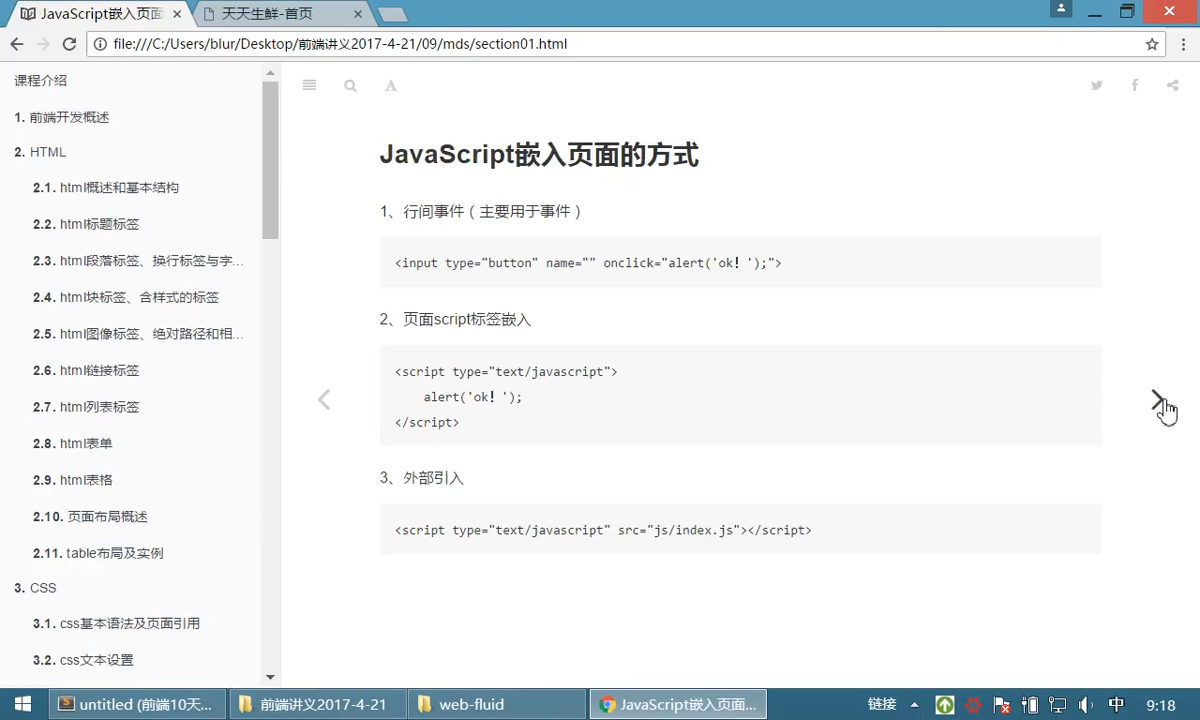 JavaScript嵌入页面
天天生鲜-首页
file:///C:/Users/blur/Desktop/前端讲义2017-4-21/09/mds/section01.html
课程介绍
1. 前端开发概述
2. HTML
2.1. html概述和基本结构
2.2. html标题标签
2.3. html段落标签、换行标签与字...
2.4. html块标签、含样式的标签
2.5. html图像标签、绝对路径和相...
2.6. html链接标签
2.7. html列表标签
2.8. html表单
2.9. html表格
2.10. 页面布局概述
2.11. table布局及实例
3. CSS
3.1. css基本语法及页面引用
3.2. css文本设置
A
JavaScript嵌入页面的方式
1、行间事件（主要用于事件）
<input type="button" name="" onclick="alert('ok！');">
2、页面script标签嵌入
<script type="text/javascript">
alert('ok！');
</script>
3、外部引入
<script type="text/javascript" src="js/index.js"></script>
untitled (前端10天...
前端讲义2017-4-21
web-fluid
JavaScript嵌入页面...
链接
中
9:18